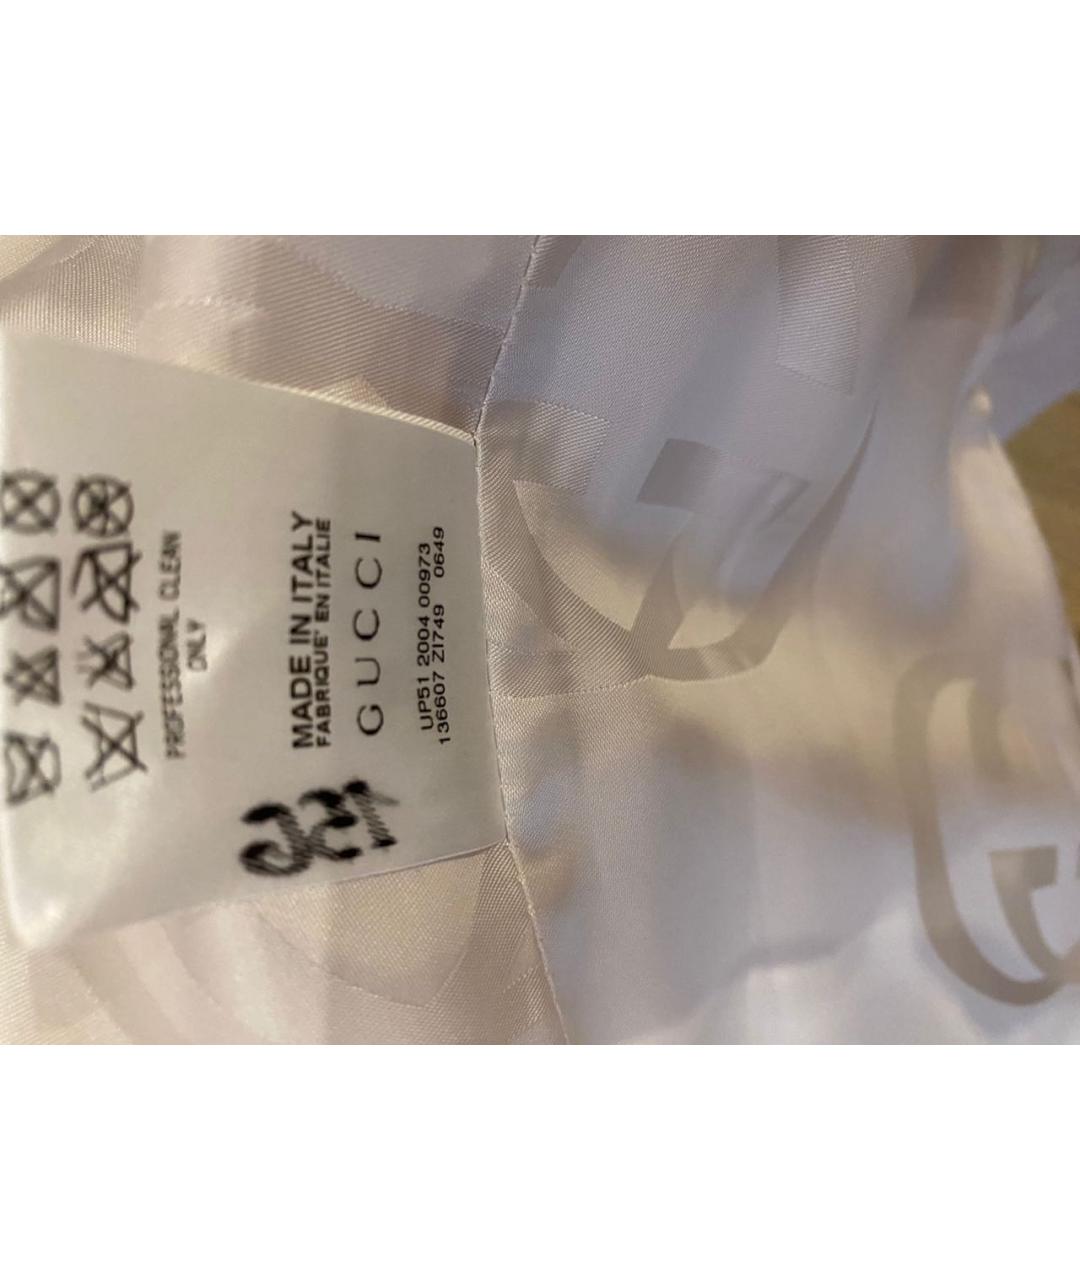 PROFESSIONAL CLEAN
ONLY
MADE IN ITALY
FABRIQUE' EN ITALIE
GUCCI
UP51 2004 00973
136607 ZI749 0649